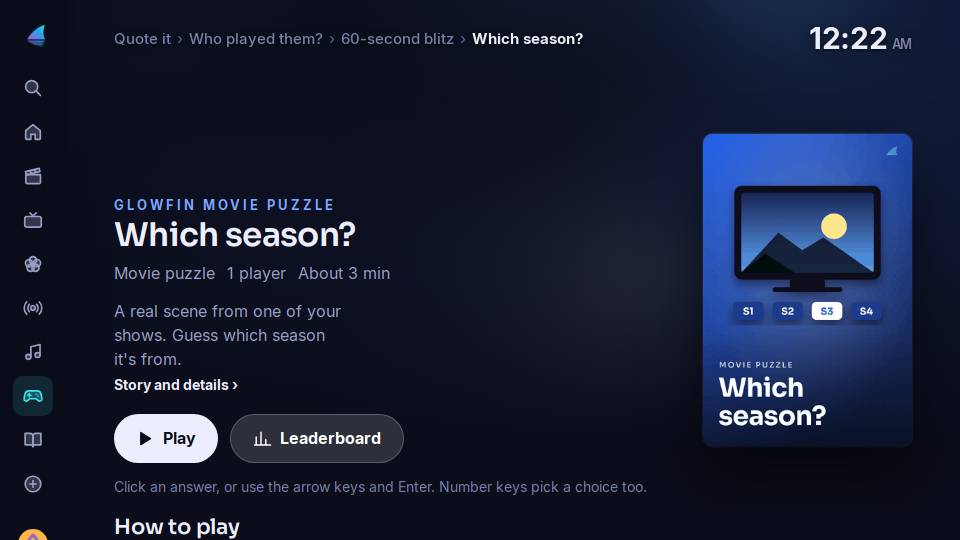 Quote it › Who played them? › 60-second blitz › Which season?
12:22 AM
GLOWFIN MOVIE PUZZLE
Which season?
Movie puzzle 1 player About 3 min
A real scene from one of your
shows. Guess which season
it's from.
Story and details ›
Play
Leaderboard
Click an answer, or use the arrow keys and Enter. Number keys pick a choice too.
How to play
S1 S2 S3 S4
MOVIE PUZZLE
Which
season?